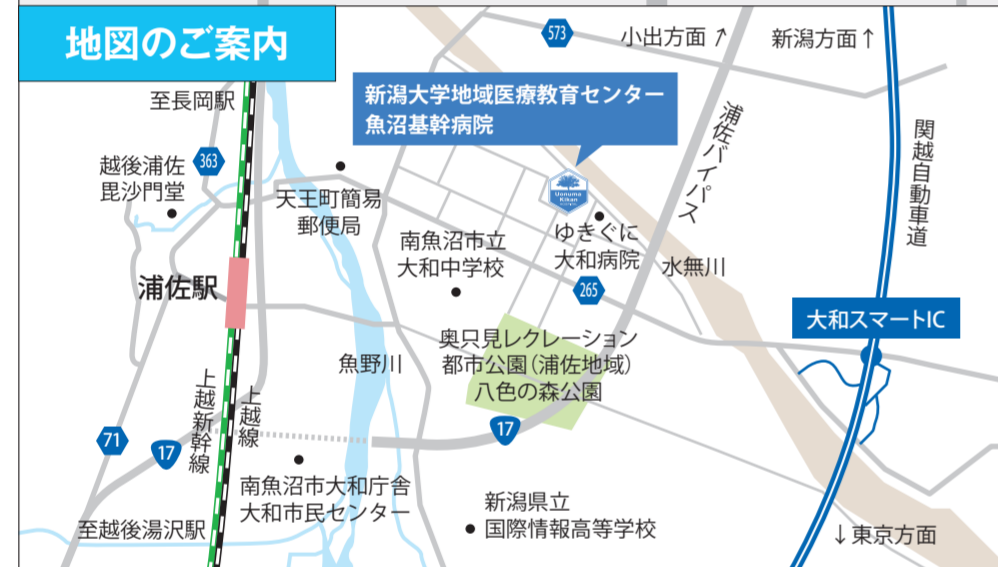 地図のご案内
573
小出方面↗
新潟方面↑
至長岡駅
新潟大学地域医療教育センター
魚沼基幹病院
浦佐バイパス
関越自動車道
越後浦佐
毘沙門堂
363
天王町簡易
郵便局
Uonuma
Kikan
ゆきぐに
大和病院
南魚沼市立
大和中学校
水無川
浦佐駅
265
大和スマートIC
奥只見レクレーション
都市公園(浦佐地域)
八色の森公園
魚野川
上越新幹線
上越線
71
17
17
南魚沼市大和庁舎
大和市民センター
新潟県立
国際情報高等学校
至越後湯沢駅
↓東京方面